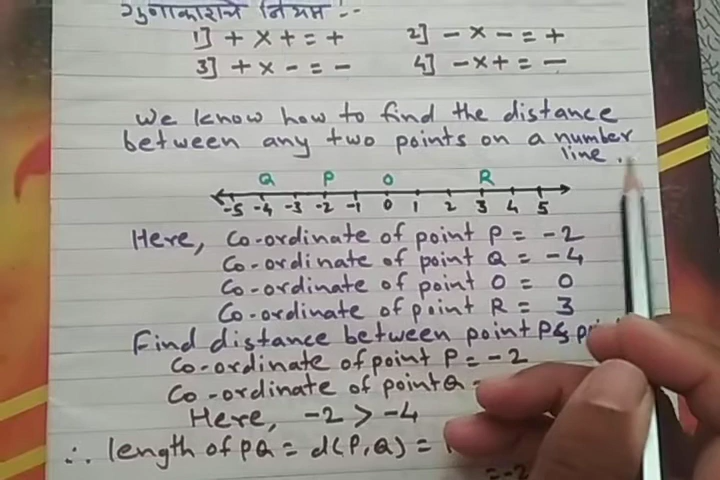 गुणाकाराचे नियम :-
1] + × + = +    2] - × - = +
3] + × - = -    4] - × + = -
We know how to find the distance
between any two points on a number
line.
Q P O R
-5 -4 -3 -2 -1 0 1 2 3 4 5
Here, Co-ordinate of point P = -2
Co-ordinate of point Q = -4
Co-ordinate of point O = 0
Co-ordinate of point R = 3
Find distance between point P &
Co-ordinate of point P = -2
Co-ordinate of point Q =
Here, -2 > -4
∴ length of PQ = d(P,Q) =
= -2